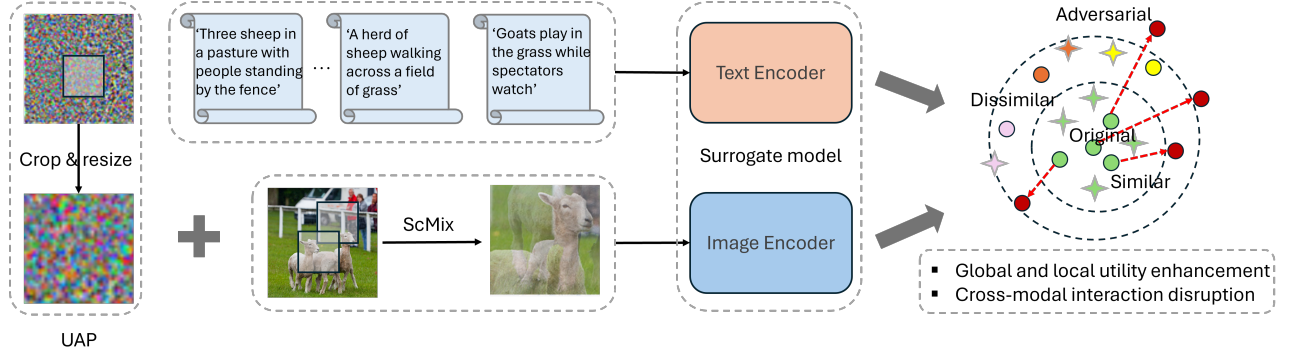 Crop & resize
UAP
'Three sheep in
a pasture with
people standing
by the fence'
...
'A herd of
sheep walking
across a field
of grass'
'Goats play in
the grass while
spectators
watch'
ScMix
Text Encoder
Surrogate model
Image Encoder
Adversarial
Dissimilar
Original
Similar
▪ Global and local utility enhancement
▪ Cross-modal interaction disruption